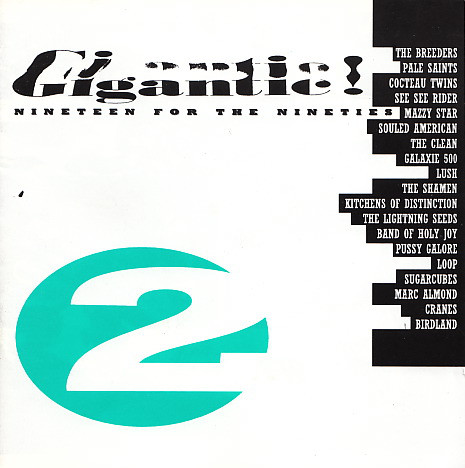 Gigantic!
NINETEEN FOR THE NINETIES
THE BREEDERS
PALE SAINTS
COCTEAU TWINS
SEE SEE RIDER
MAZZY STAR
SOULED AMERICAN
THE CLEAN
GALAXIE 500
LUSH
THE SHAMEN
KITCHENS OF DISTINCTION
THE LIGHTNING SEEDS
BAND OF HOLY JOY
PUSSY GALORE
LOOP
SUGARCUBES
MARC ALMOND
CRANES
BIRDLAND
2